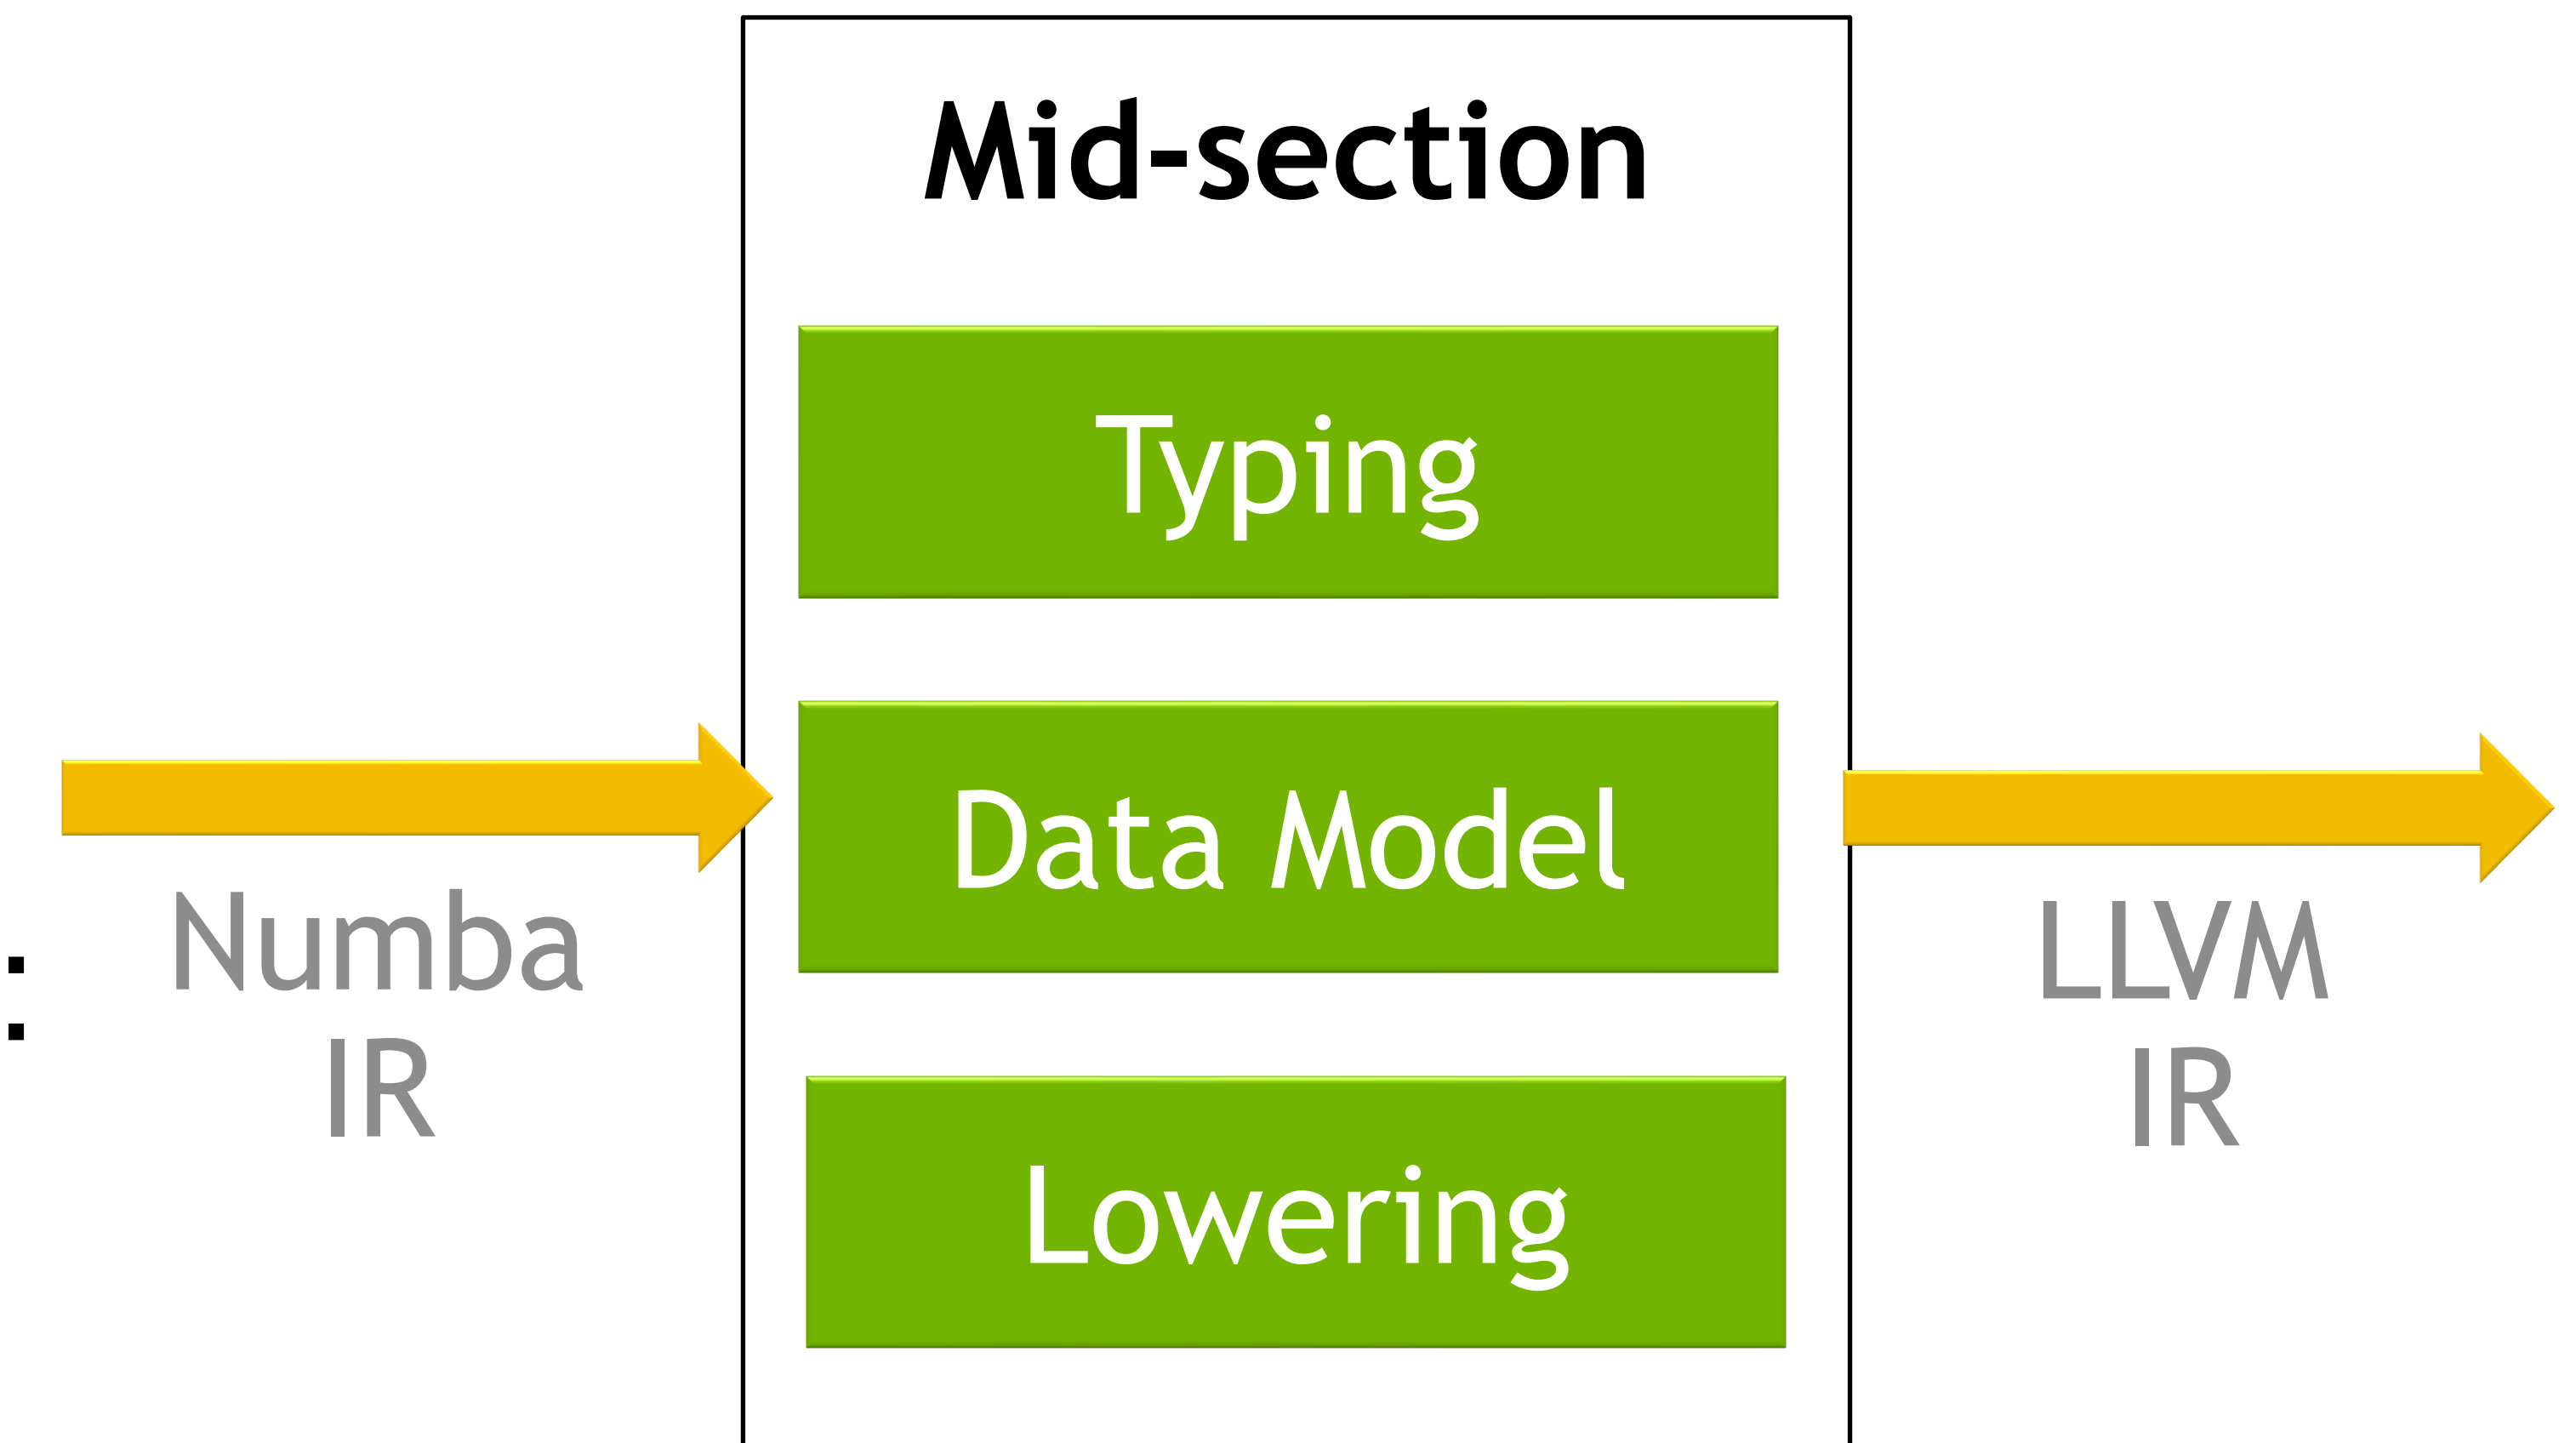 Mid-section
Typing
Data Model
Lowering
:
Numba
IR
LLVM
IR